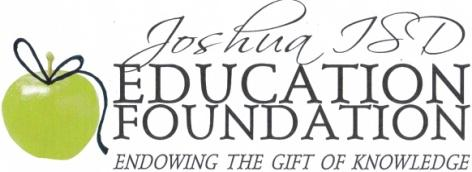 Joshua ISD
EDUCATION
FOUNDATION
ENDOWING THE GIFT OF KNOWLEDGE